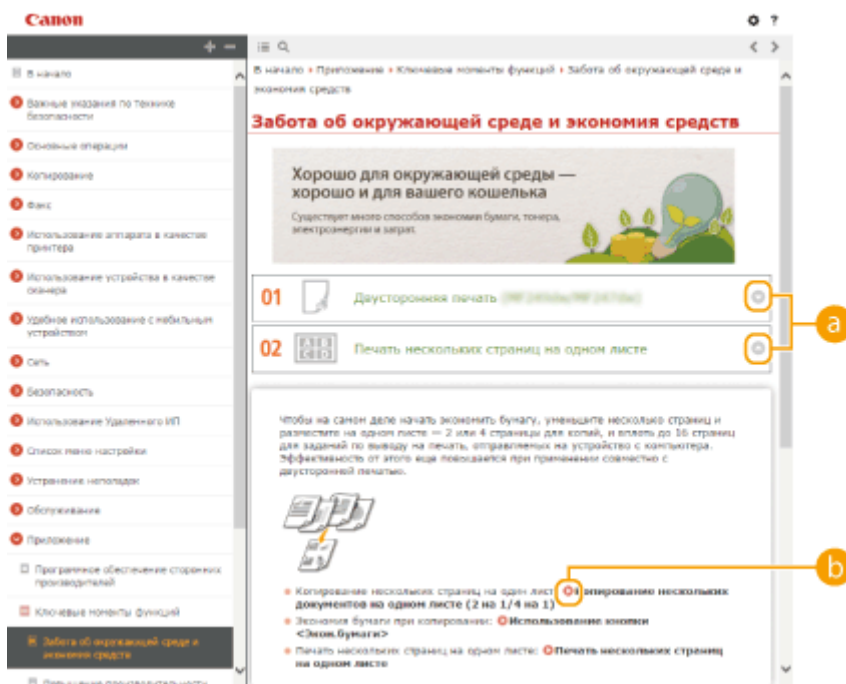 Canon
?
+ −
< >
В начало
В начало › Приложение › Ключевые моменты функций › Забота об окружающей среде и
экономия средств
Важные указания по технике
безопасности
Основные операции
Копирование
Факс
Использование аппарата в качестве
принтера
Использование устройства в качестве
сканера
Удобное использование с мобильным
устройством
Сеть
Безопасность
Использование Удаленного ИП
Список меню настройки
Устранение неполадок
Обслуживание
Приложение
Программное обеспечение сторонних
производителей
Ключевые моменты функций
Забота об окружающей среде и
экономия средств
Повышение производительности
Забота об окружающей среде и экономия средств
Хорошо для окружающей среды —
хорошо и для вашего кошелька
Существует много способов экономии бумаги, тонера,
электроэнергии и затрат.
01 Двусторонняя печать
a
02 A B C D Печать нескольких страниц на одном листе
Чтобы на самом деле начать экономить бумагу, уменьшите несколько страниц и
разместите на одном листе — 2 или 4 страницы для копий, и вплоть до 16 страниц
для заданий по выводу на печать, отправляемых на устройство с компьютера.
Эффективность от этого еще повышается при применении совместно с
двусторонней печатью.
b
Копирование нескольких страниц на один лист Копирование нескольких
документов на одном листе (2 на 1/4 на 1)
Экономия бумаги при копировании: Использование кнопки
<Экон.бумаги>
Печать нескольких страниц на одном листе: Печать нескольких страниц
на одном листе